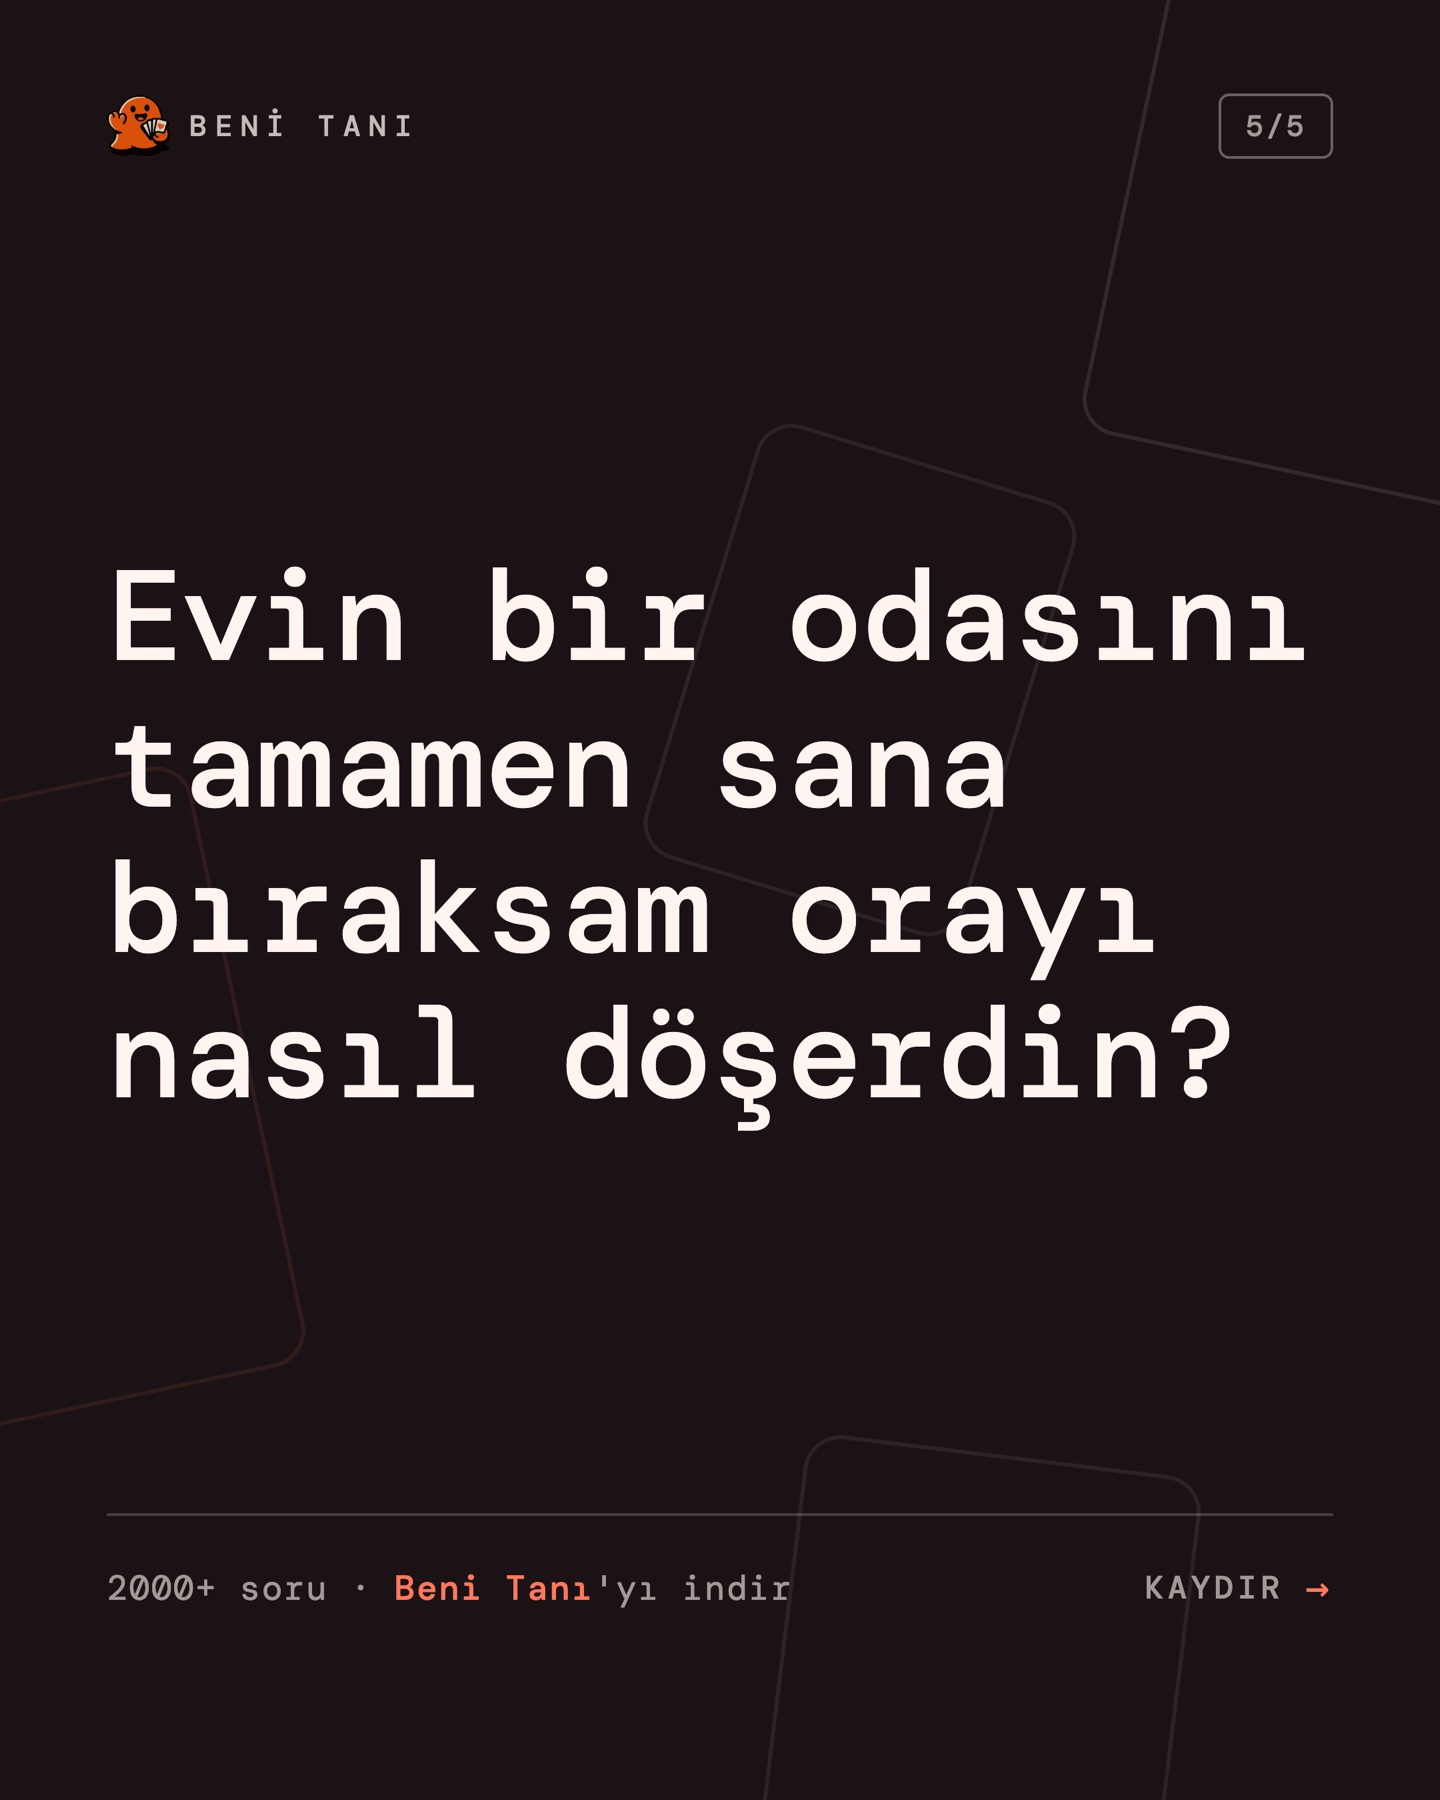 BENİ TANI
5/5
Evin bir odasını
tamamen sana
bıraksam orayı
nasıl döşerdin?
2000+ soru · Beni Tanı'yı indir
KAYDIR →